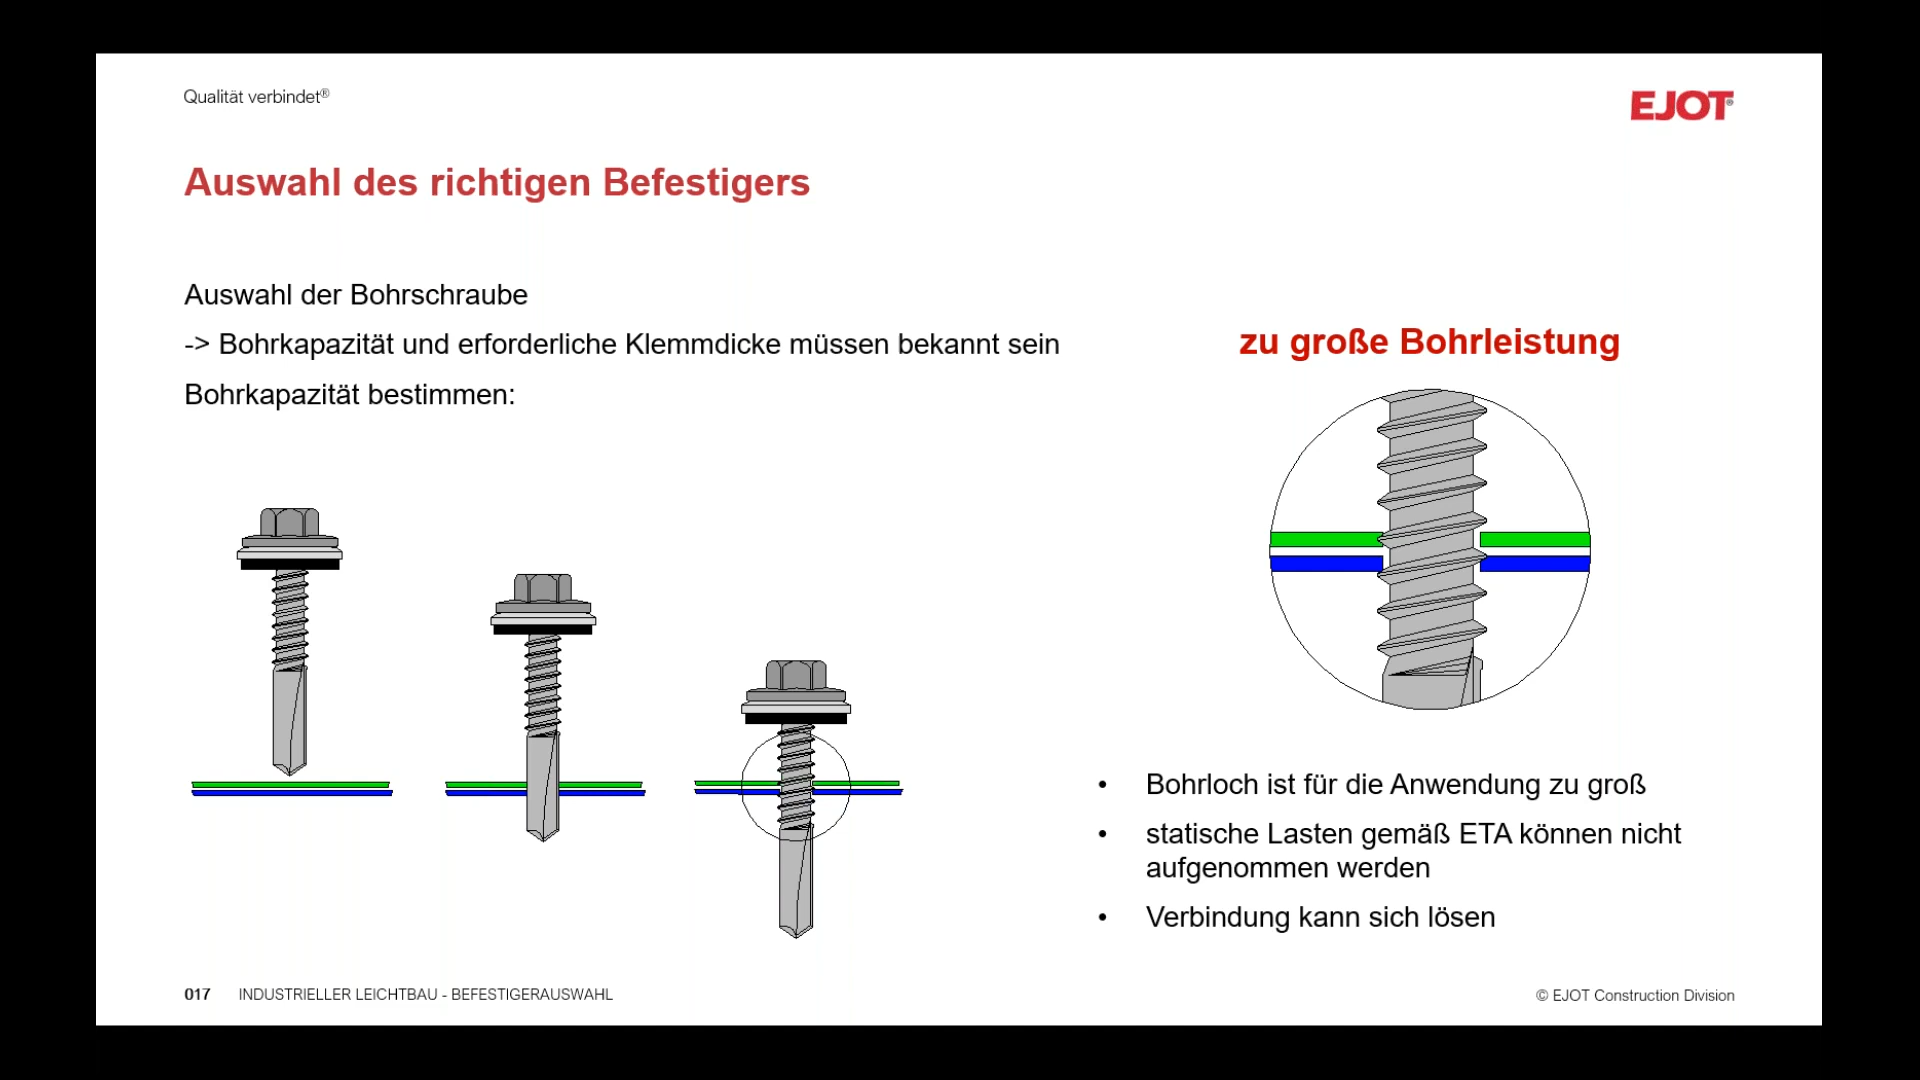 Qualität verbindet®
EJOT®
Auswahl des richtigen Befestigers
Auswahl der Bohrschraube
-> Bohrkapazität und erforderliche Klemmdicke müssen bekannt sein
Bohrkapazität bestimmen:
zu große Bohrleistung
• Bohrloch ist für die Anwendung zu groß
• statische Lasten gemäß ETA können nicht
aufgenommen werden
• Verbindung kann sich lösen
017 INDUSTRIELLER LEICHTBAU - BEFESTIGERAUSWAHL
© EJOT Construction Division